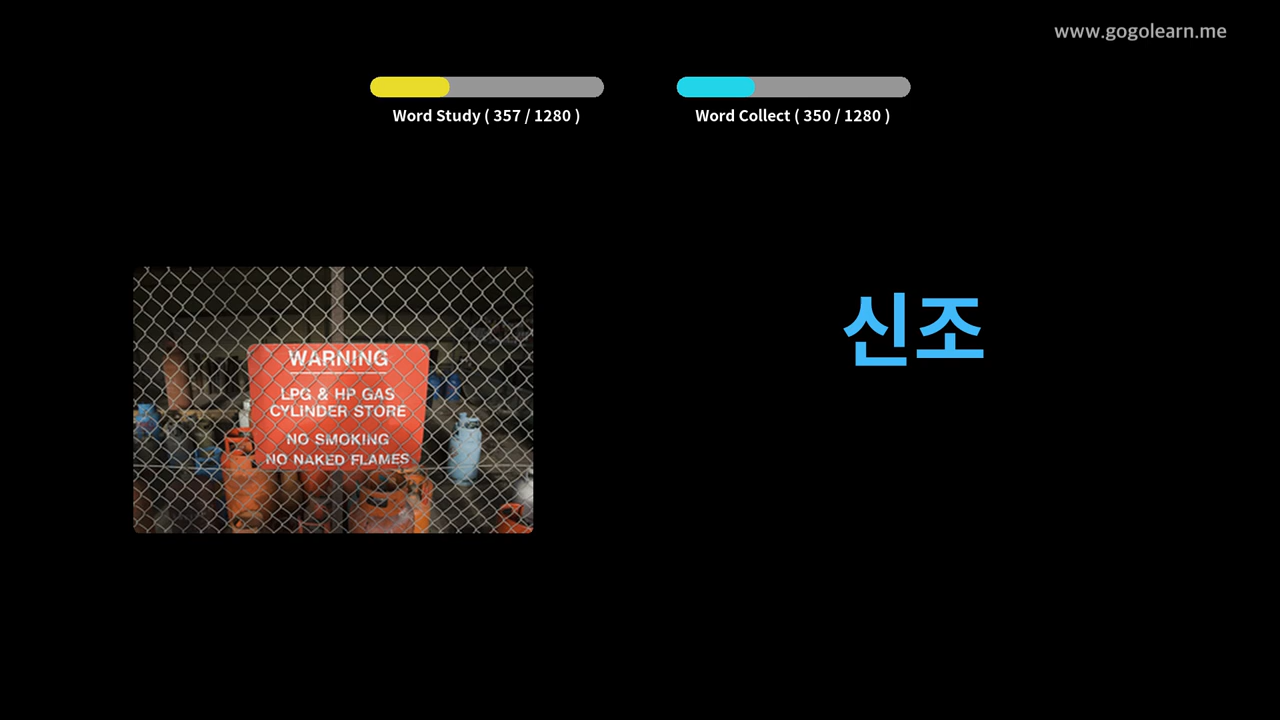 www.gogolearn.me
Word Study ( 357 / 1280 )
Word Collect ( 350 / 1280 )
WARNING
LPG & HP GAS
CYLINDER STORE
NO SMOKING
NO NAKED FLAMES
신조